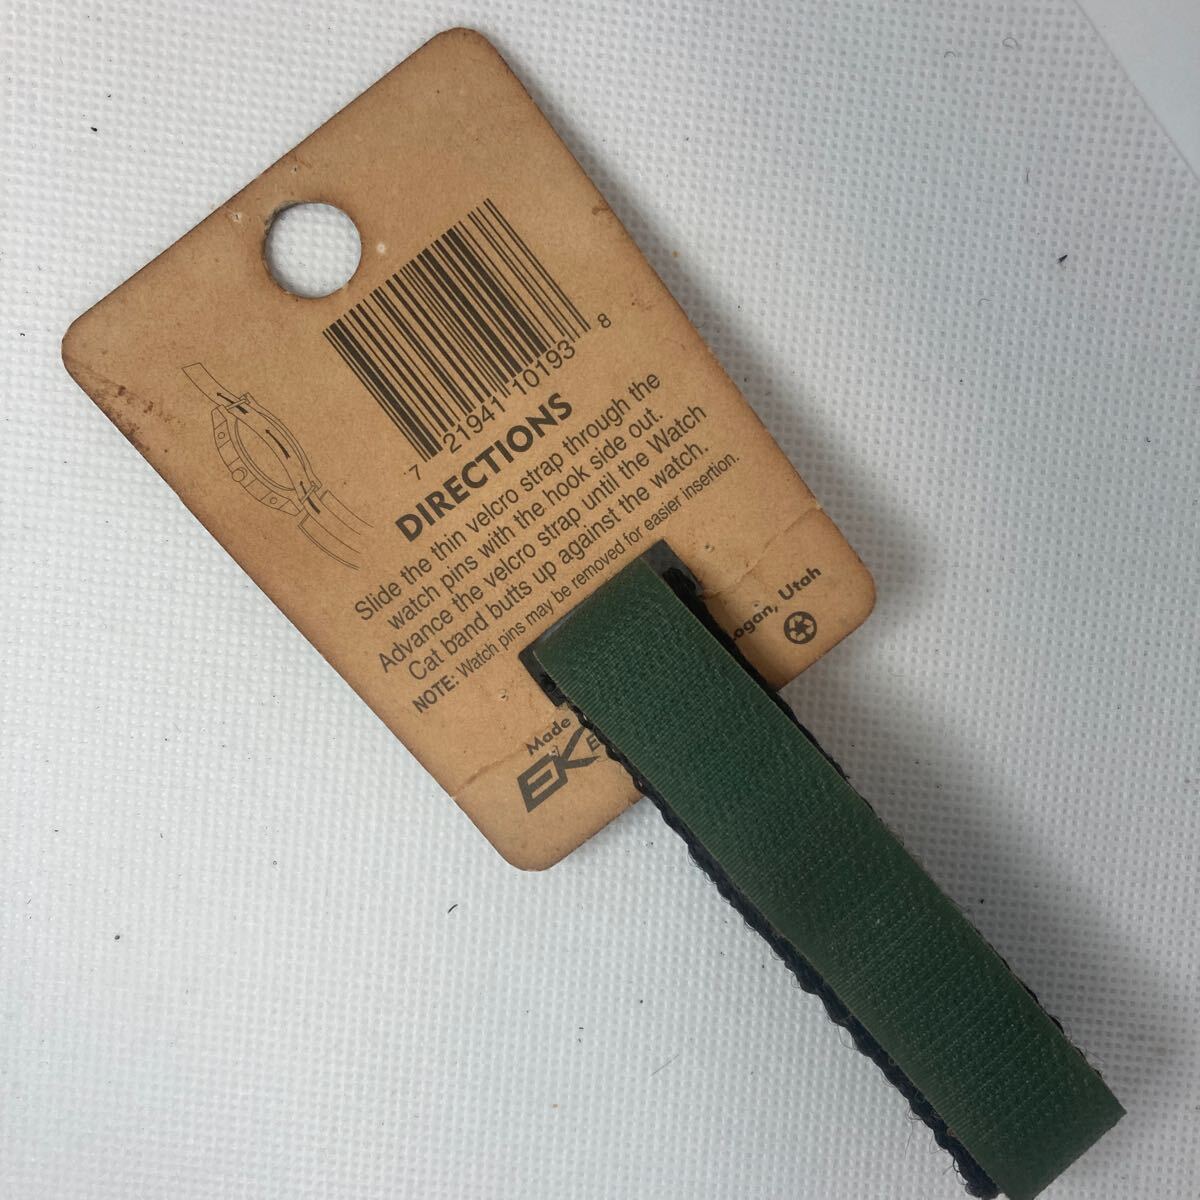 7 21941 10193 8
DIRECTIONS
Slide the thin velcro strap through the
watch pins with the hook side out.
Advance the velcro strap until the Watch
Cat band butts up against the watch.
NOTE: Watch pins may be removed for easier insertion.
Made Logan, Utah
EK